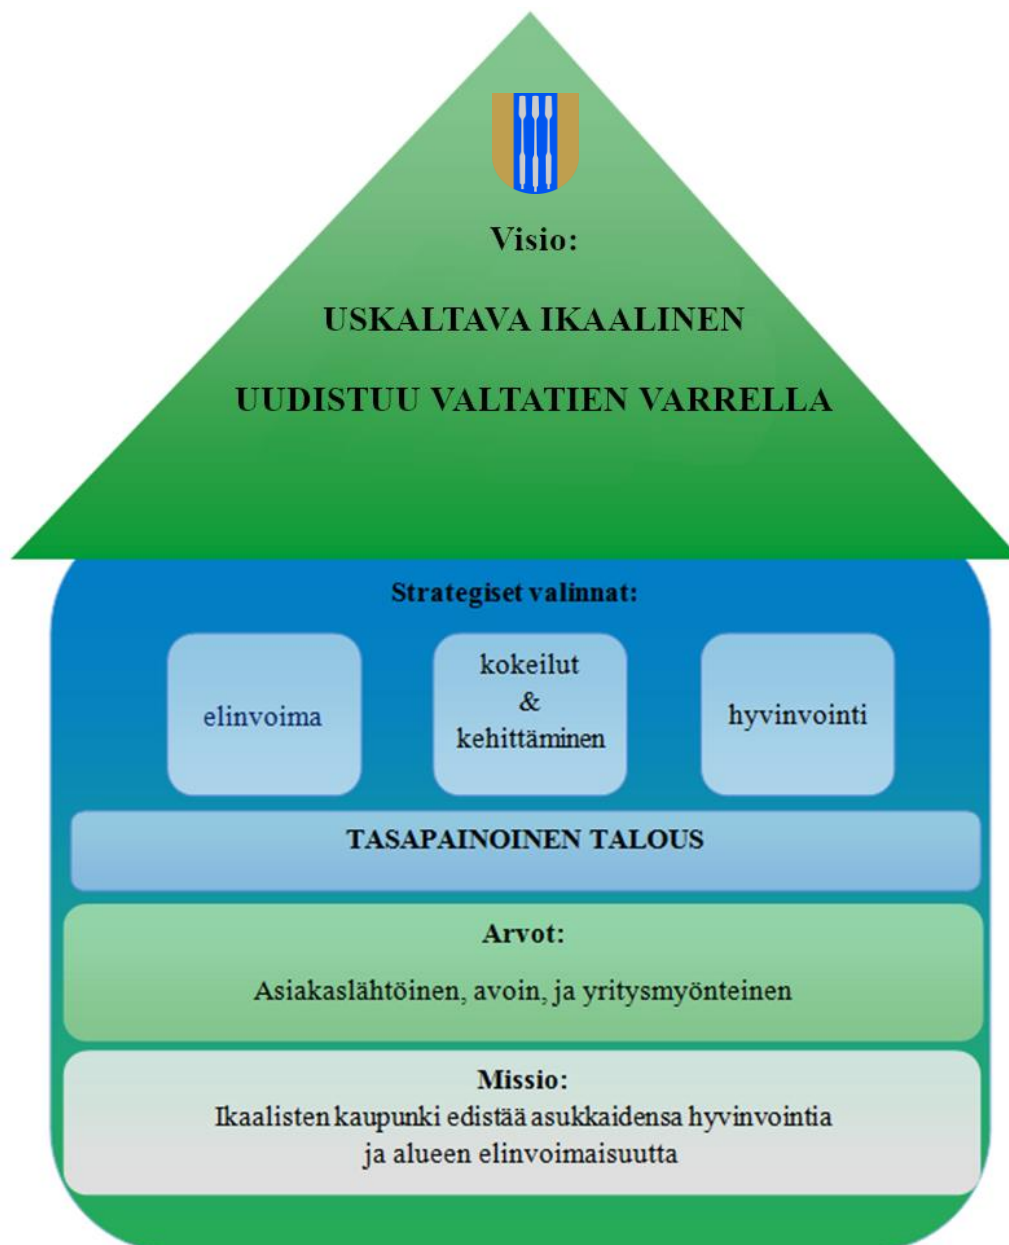 Visio:
USKALTAVA IKAALINEN
UUDISTUU VALTATIEN VARRELLA
Strategiset valinnat:
elinvoima
kokeilut
&
kehittäminen
hyvinvointi
TASAPAINOINEN TALOUS
Arvot:
Asiakaslähtöinen, avoin, ja yritysmyönteinen
Missio:
Ikaalisten kaupunki edistää asukkaidensa hyvinvointia
ja alueen elinvoimaisuutta